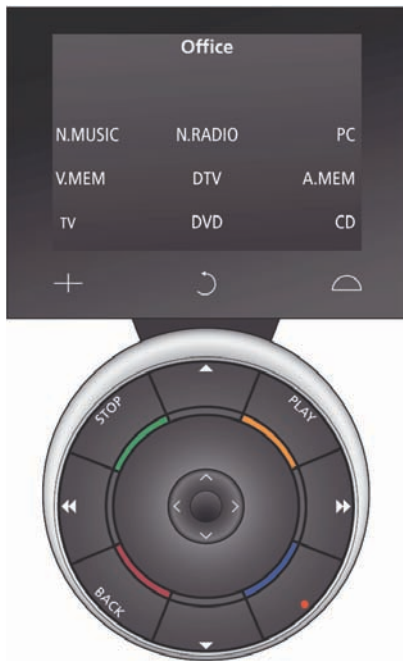 Office
N.MUSIC N.RADIO PC
V.MEM DTV A.MEM
TV DVD CD
STOP PLAY
BACK